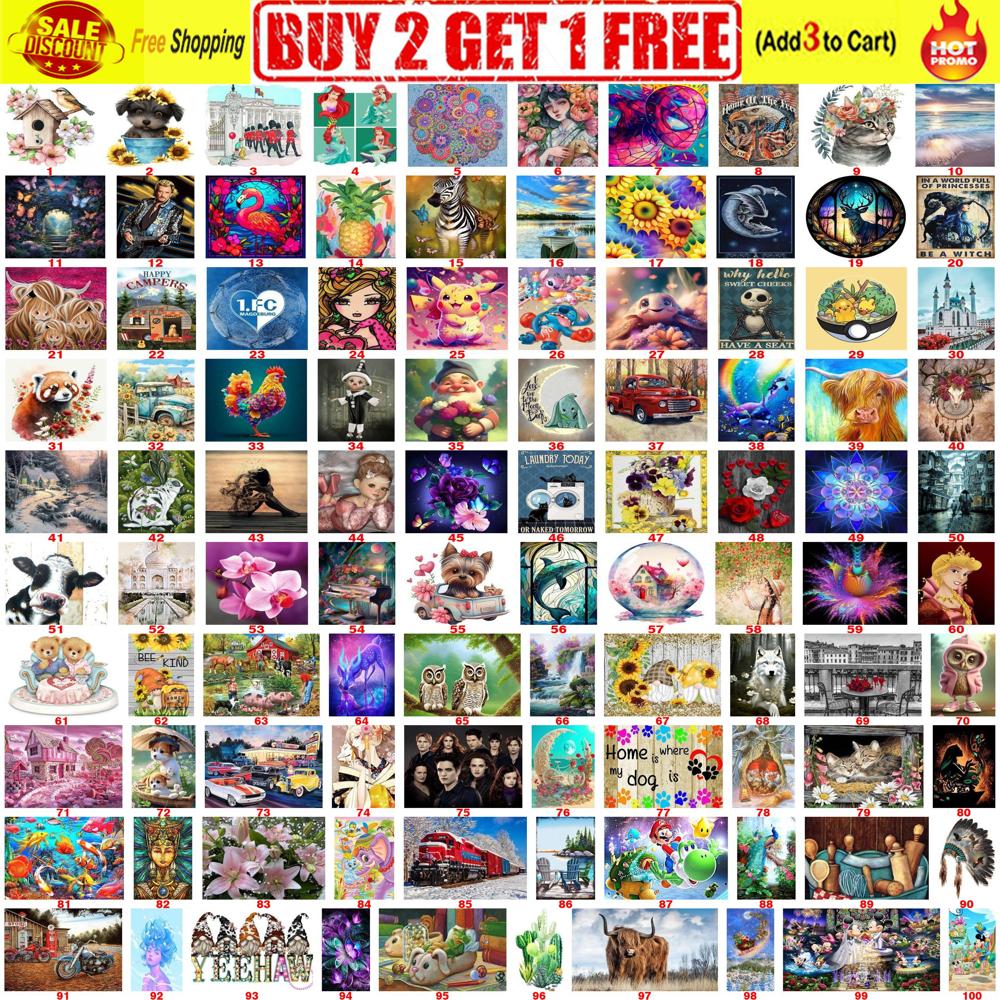 SALE
DISCOUNT
Free Shopping
BUY 2 GET 1 FREE
(Add 3 to Cart)
HOT
PROMO
Home Of The Free
1 2 3 4 5 6 7 8 9 10
IN A WORLD FULL
OF PRINCESSES
BE A WITCH
11 12 13 14 15 16 17 18 19 20
HAPPY
CAMPERS
1.FC
MAGDEBURG
why hello
SWEET CHEEKS
HAVE A SEAT
21 22 23 24 25 26 27 28 29 30
31 32 33 34 35 36 37 38 39 40
LAUNDRY TODAY
OR NAKED TOMORROW
41 42 43 44 45 46 47 48 49 50
51 52 53 54 55 56 57 58 59 60
BEE KIND
61 62 63 64 65 66 67 68 69 70
Home is where
my dog is
71 72 73 74 75 76 77 78 79 80
81 82 83 84 85 86 87 88 89 90
YEEHAW
91 92 93 94 95 96 97 98 99 100